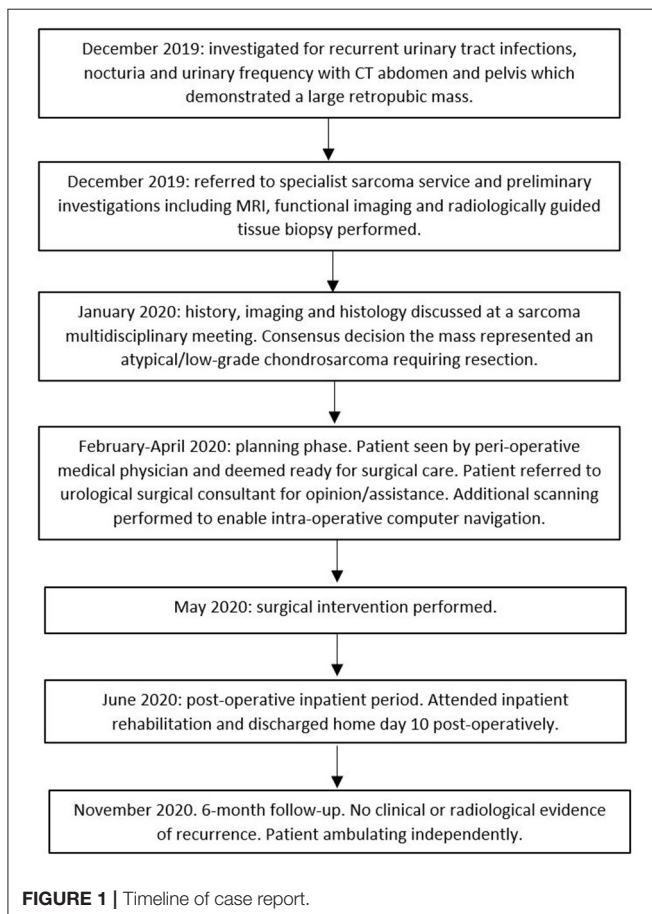 December 2019: investigated for recurrent urinary tract infections,
nocturia and urinary frequency with CT abdomen and pelvis which
demonstrated a large retropubic mass.
December 2019: referred to specialist sarcoma service and preliminary
investigations including MRI, functional imaging and radiologically guided
tissue biopsy performed.
January 2020: history, imaging and histology discussed at a sarcoma
multidisciplinary meeting. Consensus decision the mass represented an
atypical/low-grade chondrosarcoma requiring resection.
February-April 2020: planning phase. Patient seen by peri-operative
medical physician and deemed ready for surgical care. Patient referred to
urological surgical consultant for opinion/assistance. Additional scanning
performed to enable intra-operative computer navigation.
May 2020: surgical intervention performed.
June 2020: post-operative inpatient period. Attended inpatient
rehabilitation and discharged home day 10 post-operatively.
November 2020. 6-month follow-up. No clinical or radiological evidence
of recurrence. Patient ambulating independently.
FIGURE 1 | Timeline of case report.